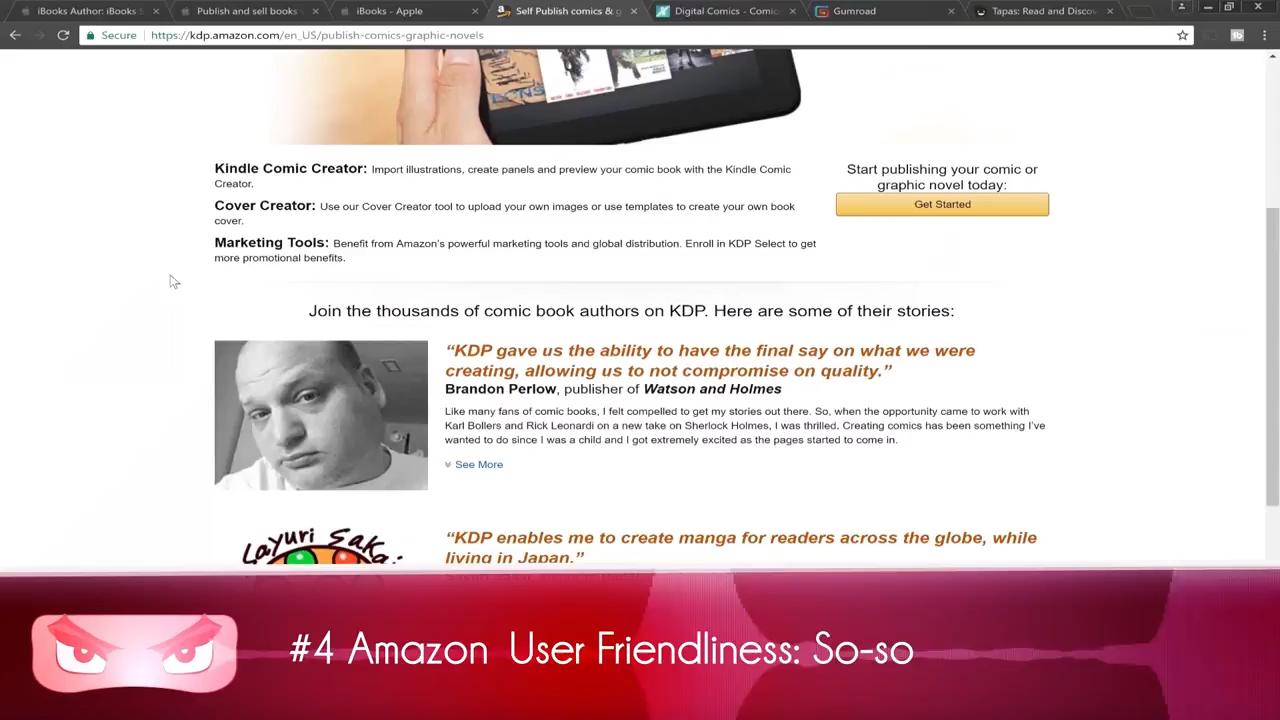 iBooks Author: iBooks S
Publish and sell books
iBooks - Apple
Self Publish comics & g
Digital Comics - Comic
Gumroad
Tapas: Read and Disco
Secure
https://kdp.amazon.com/en_US/publish-comics-graphic-novels
Kindle Comic Creator: Import illustrations, create panels and preview your comic book with the Kindle Comic
Creator.
Cover Creator: Use our Cover Creator tool to upload your own images or use templates to create your own book
cover.
Marketing Tools: Benefit from Amazon's powerful marketing tools and global distribution. Enroll in KDP Select to get
more promotional benefits.
Start publishing your comic or
graphic novel today:
Get Started
Join the thousands of comic book authors on KDP. Here are some of their stories:
“KDP gave us the ability to have the final say on what we were
creating, allowing us to not compromise on quality.”
Brandon Perlow, publisher of Watson and Holmes
Like many fans of comic books, I felt compelled to get my stories out there. So, when the opportunity came to work with
Karl Bollers and Rick Leonardi on a new take on Sherlock Holmes, I was thrilled. Creating comics has been something I've
wanted to do since I was a child and I got extremely excited as the pages started to come in.
See More
Layuri Saka
“KDP enables me to create manga for readers across the globe, while
living in Japan.”
#4 Amazon User Friendliness: So-so